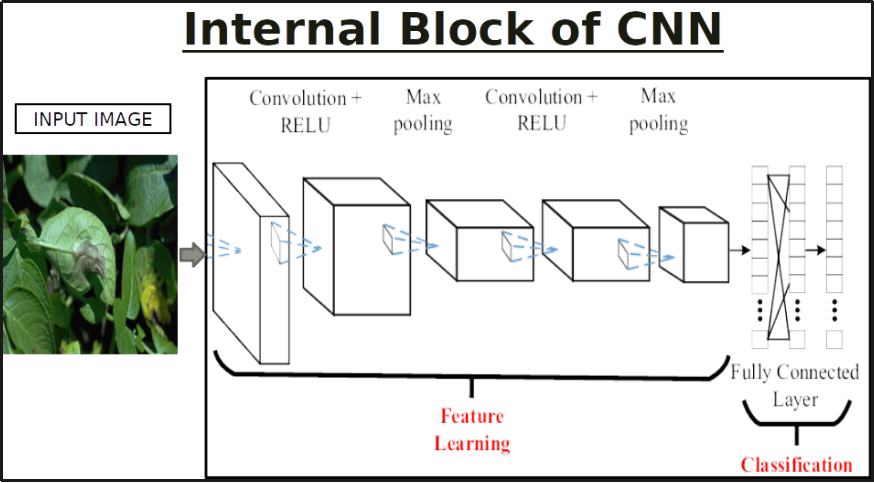 Internal Block of CNN
INPUT IMAGE
Convolution +
RELU
Max
pooling
Convolution +
RELU
Max
pooling
Fully Connected
Layer
Feature
Learning
Classification